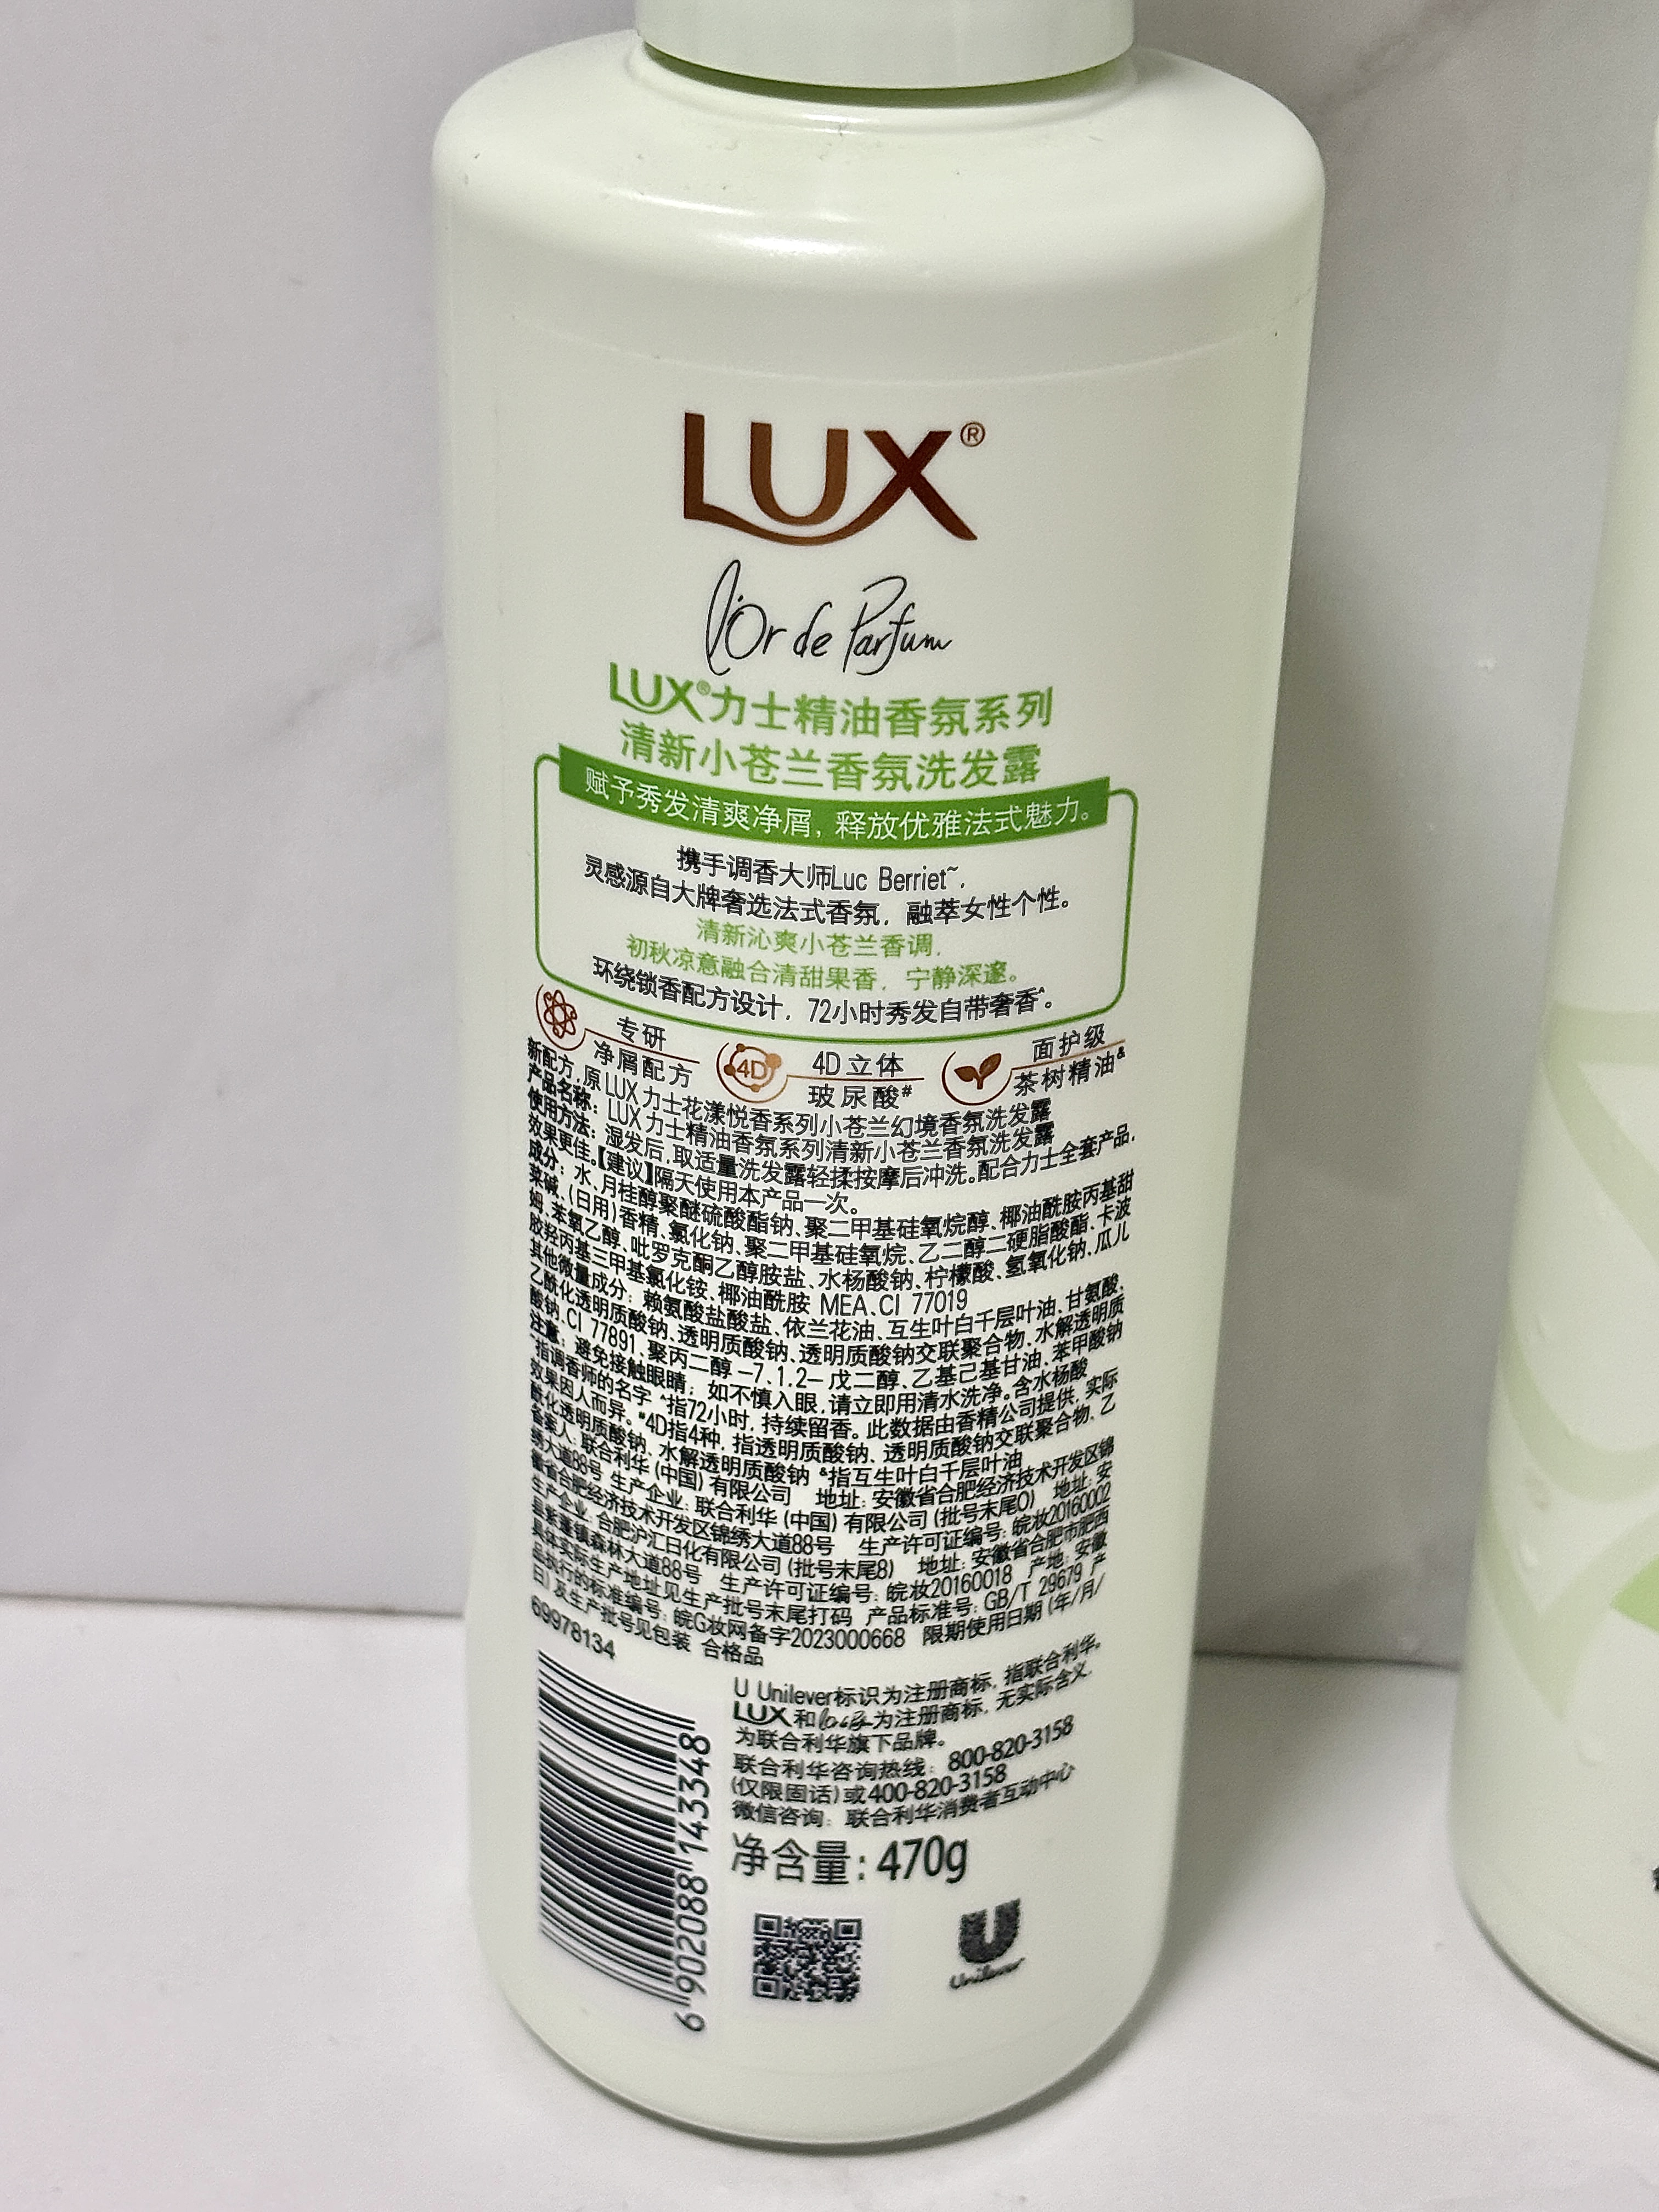 LUX®
l'Or de Parfum
LUX®力士精油香氛系列
清新小苍兰香氛洗发露
赋予秀发清爽净屑，释放优雅法式魅力。
携手调香大师Luc Berriet~,
灵感源自大牌奢选法式香氛，融萃女性个性。
清新沁爽小苍兰香调，
初秋凉意融合清甜果香，宁静深邃。
环绕锁香配方设计，72小时秀发自带奢香^。
专研
净屑配方
4D
4D立体
玻尿酸#
面护级
茶树精油&
新配方，原LUX力士花漾悦香系列小苍兰幻境香氛洗发露
产品名称：LUX力士精油香氛系列清新小苍兰香氛洗发露
使用方法：湿发后，取适量洗发露轻揉按摩后冲洗。配合力士全套产品，
效果更佳。【建议】隔天使用本产品一次。
成分：水、月桂醇聚醚硫酸酯钠、聚二甲基硅氧烷醇、椰油酰胺丙基甜
菜碱、(日用)香精、氯化钠、聚二甲基硅氧烷、乙二醇二硬脂酸酯、卡波
姆、苯氧乙醇、吡罗克酮乙醇胺盐、水杨酸钠、柠檬酸、氢氧化钠、瓜儿
胶羟丙基三甲基氯化铵、椰油酰胺 MEA、CI 77019
其他微量成分：赖氨酸盐酸盐、依兰花油、互生叶白千层叶油、甘氨酸、
乙酰化透明质酸钠、透明质酸钠、透明质酸钠交联聚合物、水解透明质
酸钠、CI 77891、聚丙二醇-7、1,2-戊二醇、乙基己基甘油、苯甲酸钠
注意：避免接触眼睛；如不慎入眼，请立即用清水洗净。含水杨酸
~指调香师的名字 ^指72小时，持续留香。此数据由香精公司提供，实际
效果因人而异。#4D指4种，指透明质酸钠、透明质酸钠交联聚合物、乙
酰化透明质酸钠、水解透明质酸钠 &指互生叶白千层叶油
备案人：联合利华(中国)有限公司 地址：安徽省合肥经济技术开发区锦
绣大道88号 生产企业：联合利华(中国)有限公司(批号末尾0) 地址：安
徽省合肥经济技术开发区锦绣大道88号 生产许可证编号：皖妆20160002
生产企业：合肥沪汇日化有限公司(批号末尾8) 地址：安徽省合肥市肥西
县紫蓬镇森林大道88号 生产许可证编号：皖妆20160018 产地：安徽
具体实际生产地址见生产批号末尾打码 产品标准号：GB/T 29679 产
品执行的标准编号：皖G妆网备字2023000668 限期使用日期(年/月/
日)及生产批号见包装 合格品
69978134
U Unilever标识为注册商标，指联合利华。
LUX和为注册商标，无实际含义，
为联合利华旗下品牌。
联合利华咨询热线：800-820-3158
(仅限固话)或400-820-3158
微信咨询：联合利华消费者互动中心
净含量：470g
6 902088 143348
Unilever